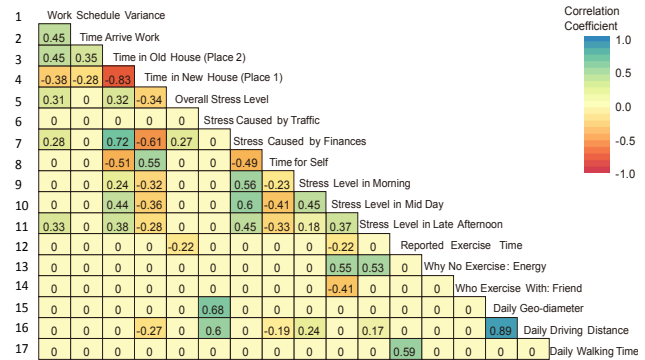 Correlation
Coefficient
1.0
0.5
0.0
-0.5
-1.0
1 Work Schedule Variance
2 0.45 Time Arrive Work
3 0.45 0.35 Time in Old House (Place 2)
4 -0.38 -0.28 -0.83 Time in New House (Place 1)
5 0.31 0 0.32 -0.34 Overall Stress Level
6 0 0 0 0 0 Stress Caused by Traffic
7 0.28 0 0.72 -0.61 0.27 0 Stress Caused by Finances
8 0 0 -0.51 0.55 0 0 -0.49 Time for Self
9 0 0 0.24 -0.32 0 0 0.56 -0.23 Stress Level in Morning
10 0 0 0.44 -0.36 0 0 0.6 -0.41 0.45 Stress Level in Mid Day
11 0.33 0 0.38 -0.28 0 0 0.45 -0.33 0.18 0.37 Stress Level in Late Afternoon
12 0 0 0 0 -0.22 0 0 0 0 -0.22 0 Reported Exercise Time
13 0 0 0 0 0 0 0 0 0 0.55 0.53 0 Why No Exercise: Energy
14 0 0 0 0 0 0 0 0 0 -0.41 0 0 0 Who Exercise With: Friend
15 0 0 0 0 0 0.68 0 0 0 0 0 0 0 0 Daily Geo-diameter
16 0 0 0 -0.27 0 0.6 0 -0.19 0.24 0 0.17 0 0 0 0.89 Daily Driving Distance
17 0 0 0 0 0 0 0 0 0 0 0 0.59 0 0 0 0 Daily Walking Time